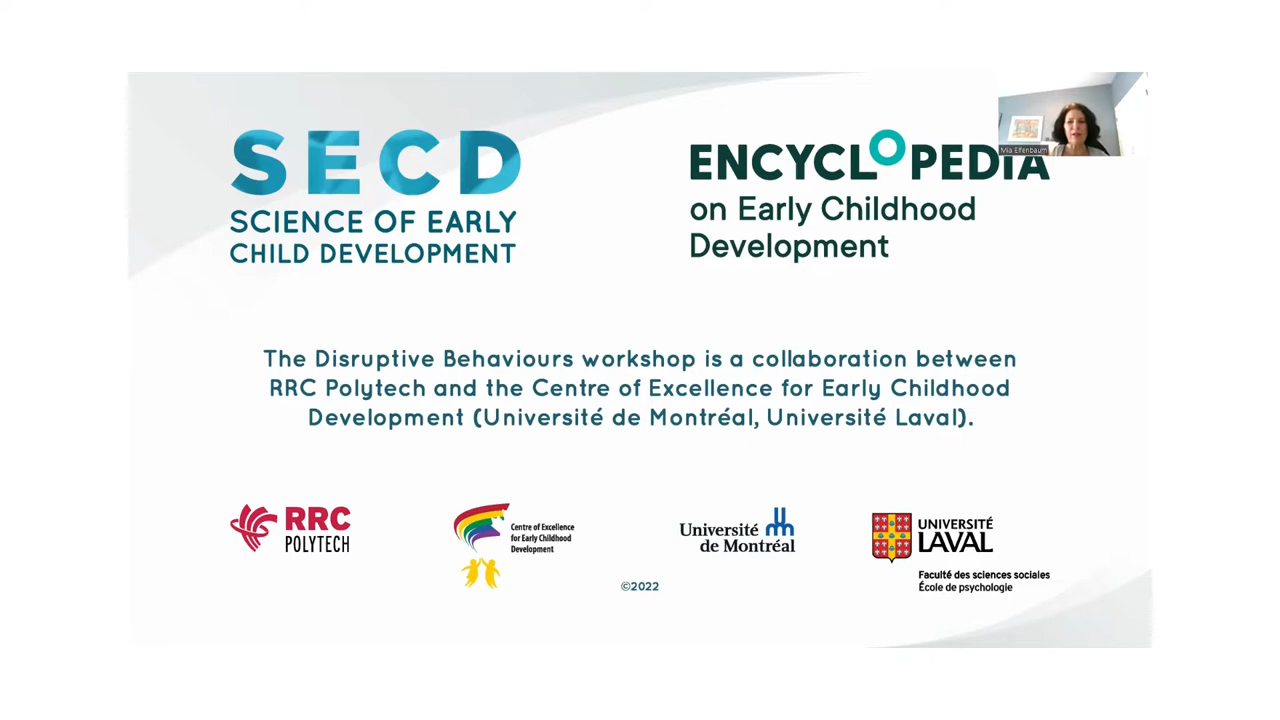 SECD
SCIENCE OF EARLY
CHILD DEVELOPMENT
ENCYCLOPEDIA
on Early Childhood
Development
Mia Elfenbaum
The Disruptive Behaviours workshop is a collaboration between
RRC Polytech and the Centre of Excellence for Early Childhood
Development (Université de Montréal, Université Laval).
RRC
POLYTECH
Centre of Excellence
for Early Childhood
Development
Université
de Montréal
UNIVERSITÉ
LAVAL
Faculté des sciences sociales
École de psychologie
©2022